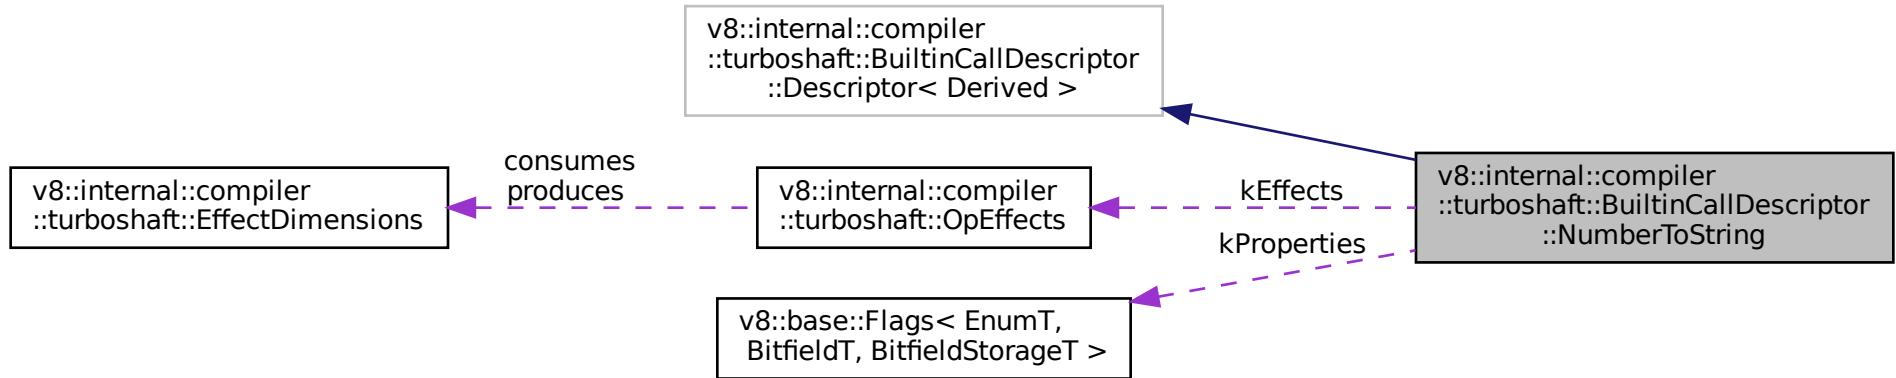 v8::internal::compiler
::turboshaft::BuiltinCallDescriptor
::Descriptor< Derived >
v8::internal::compiler
::turboshaft::EffectDimensions
consumes
produces
v8::internal::compiler
::turboshaft::OpEffects
kEffects
kProperties
v8::internal::compiler
::turboshaft::BuiltinCallDescriptor
::NumberToString
v8::base::Flags< EnumT,
BitfieldT, BitfieldStorageT >